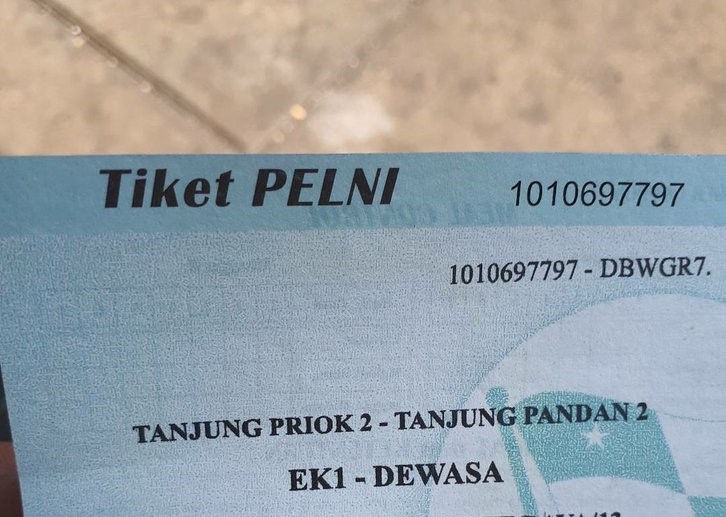 Tiket PELNI 1010697797
1010697797 - DBWGR7.
TANJUNG PRIOK 2 - TANJUNG PANDAN 2
EK1 - DEWASA